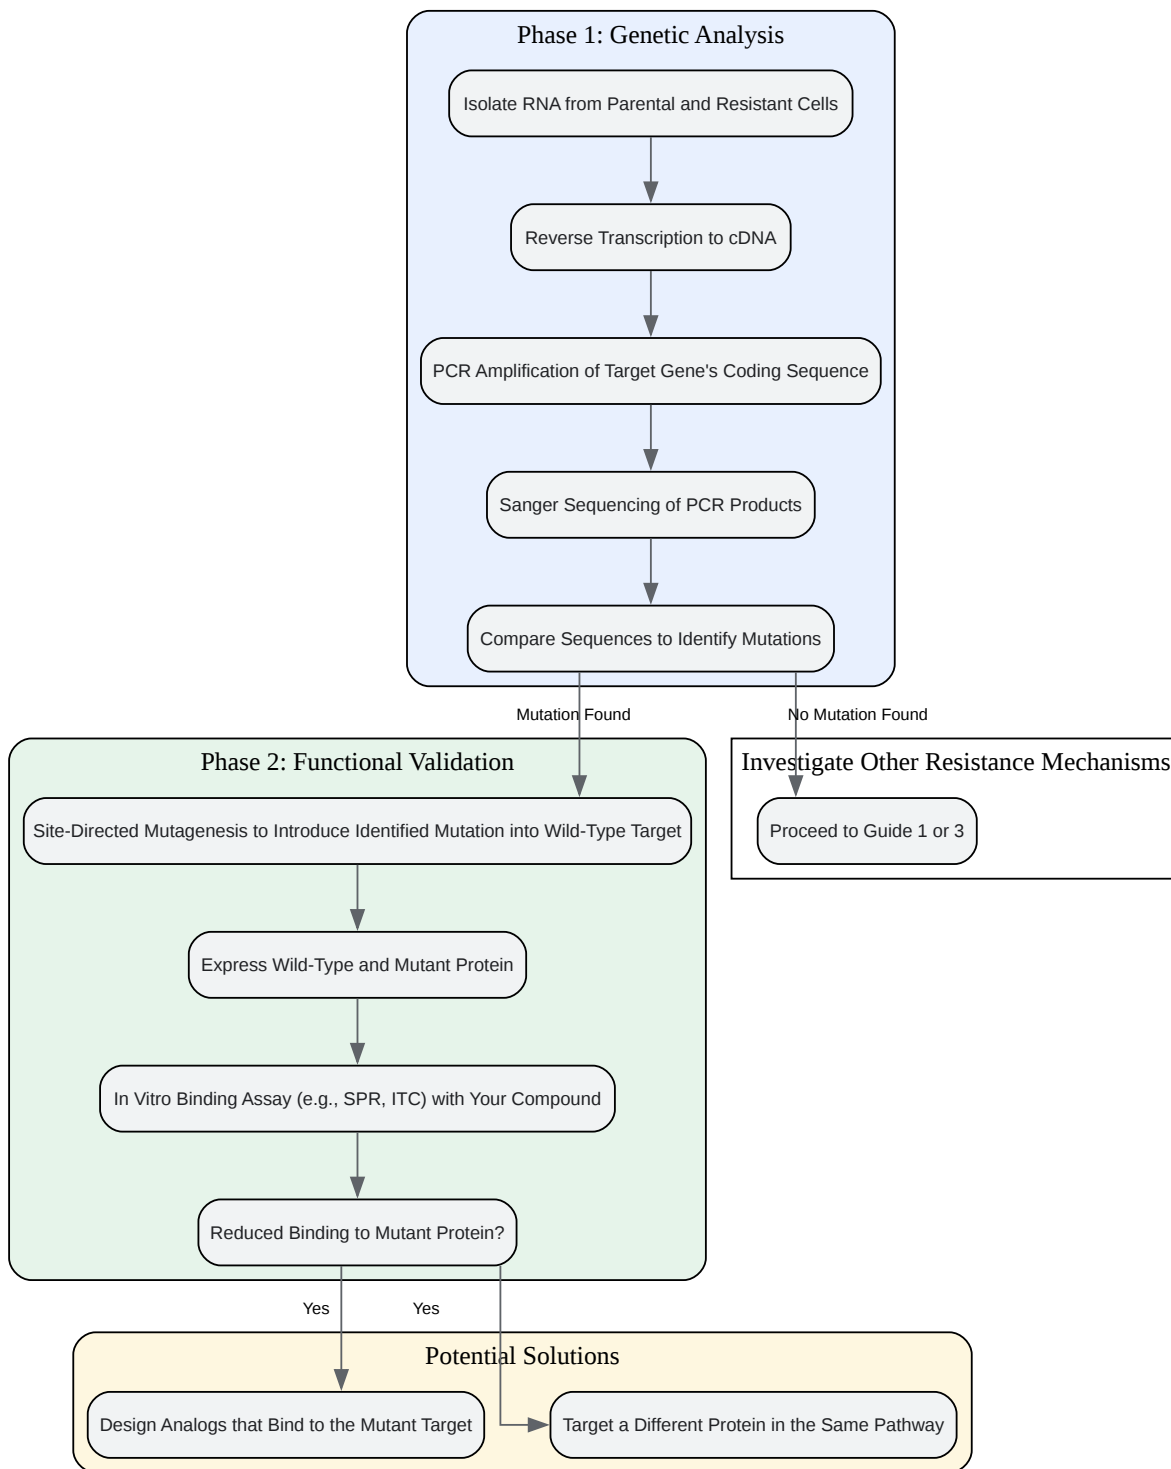 Phase 1: Genetic Analysis
Isolate RNA from Parental and Resistant Cells
Reverse Transcription to cDNA
PCR Amplification of Target Gene's Coding Sequence
Sanger Sequencing of PCR Products
Compare Sequences to Identify Mutations
Mutation Found
No Mutation Found
Phase 2: Functional Validation
Investigate Other Resistance Mechanisms
Site-Directed Mutagenesis to Introduce Identified Mutation into Wild-Type Target
Proceed to Guide 1 or 3
Express Wild-Type and Mutant Protein
In Vitro Binding Assay (e.g., SPR, ITC) with Your Compound
Reduced Binding to Mutant Protein?
Yes
Yes
Potential Solutions
Design Analogs that Bind to the Mutant Target
Target a Different Protein in the Same Pathway